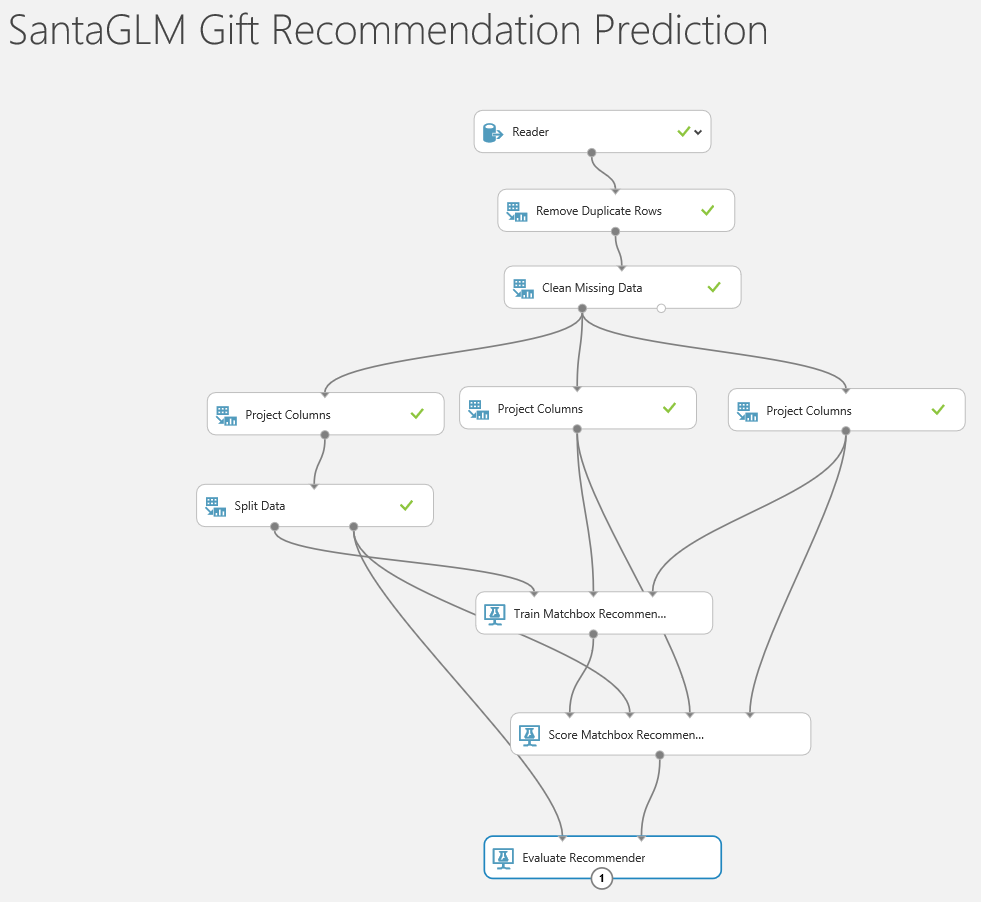 SantaGLM Gift Recommendation Prediction
Reader
Remove Duplicate Rows
Clean Missing Data
Project Columns
Project Columns
Project Columns
Split Data
Train Matchbox Recommen...
Score Matchbox Recommen...
Evaluate Recommender
1